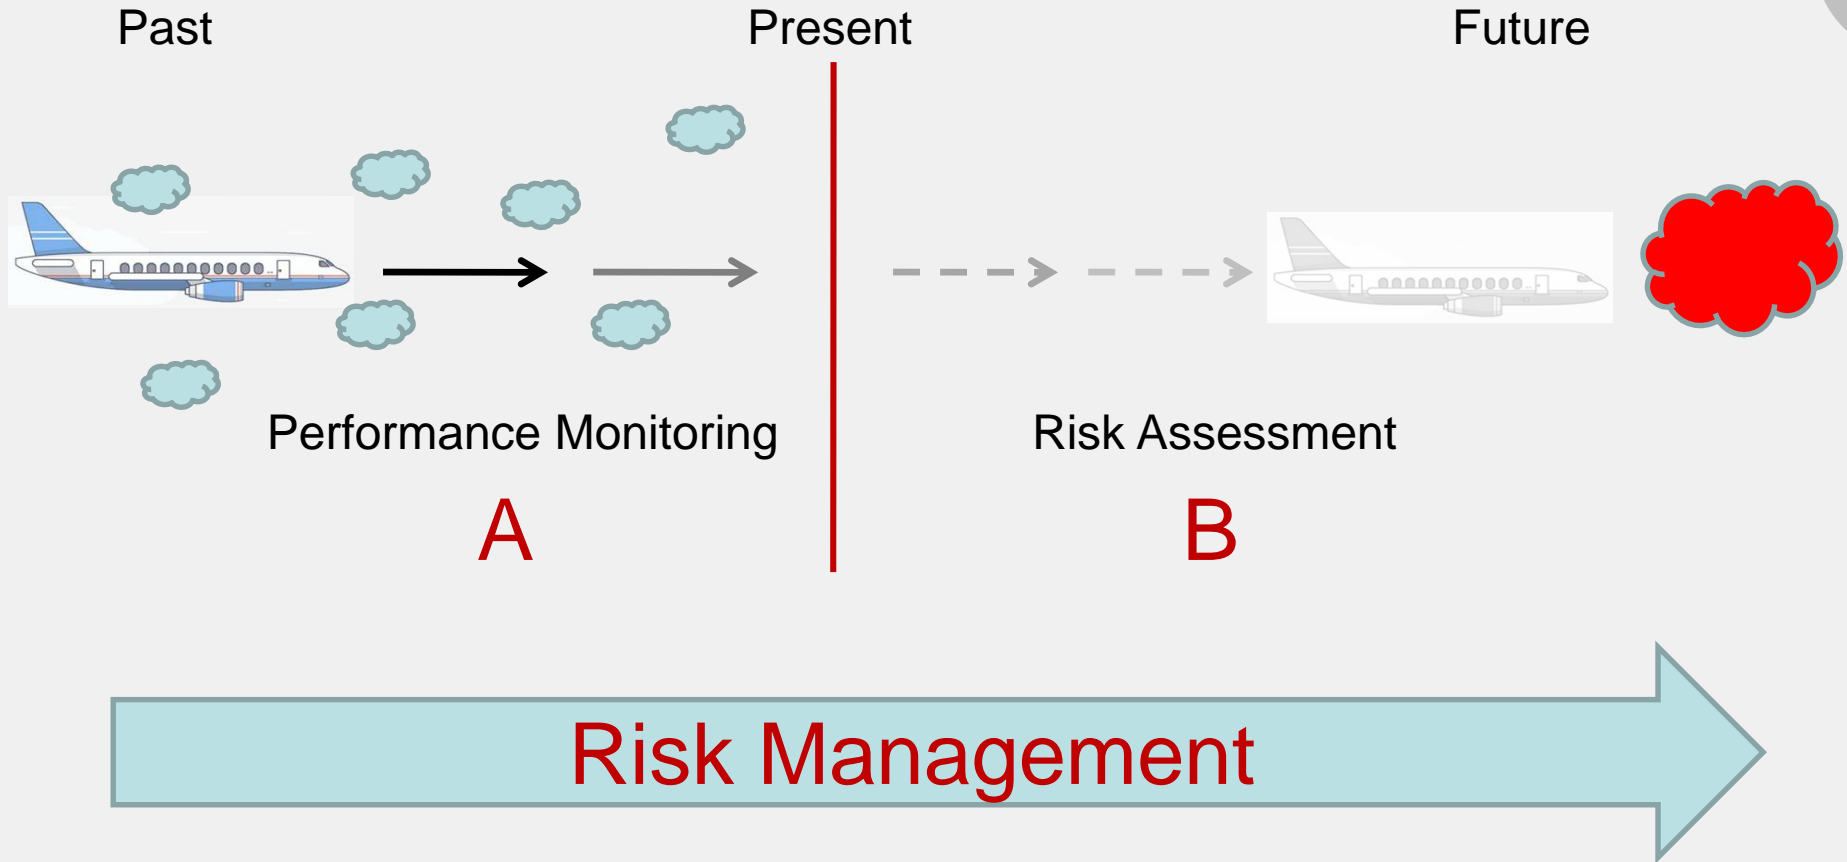 Past Present Future
Performance Monitoring Risk Assessment
A B
Risk Management